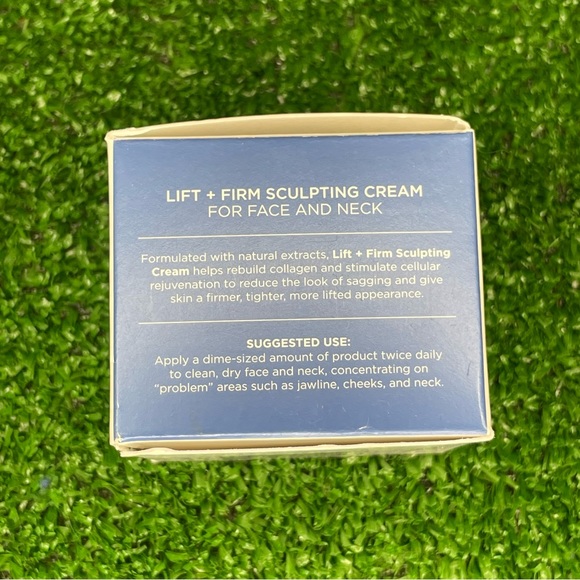 LIFT + FIRM SCULPTING CREAM
FOR FACE AND NECK
Formulated with natural extracts, Lift + Firm Sculpting
Cream helps rebuild collagen and stimulate cellular
rejuvenation to reduce the look of sagging and give
skin a firmer, tighter, more lifted appearance.
SUGGESTED USE:
Apply a dime-sized amount of product twice daily
to clean, dry face and neck, concentrating on
"problem" areas such as jawline, cheeks, and neck.